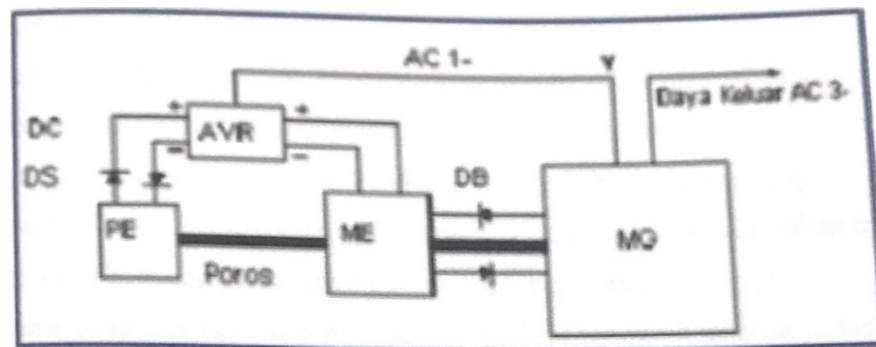 AC 1-
Daya Keluar AC 3-
DC
+
AVR
+
-
-
DS
DB
PE
ME
MG
Poros